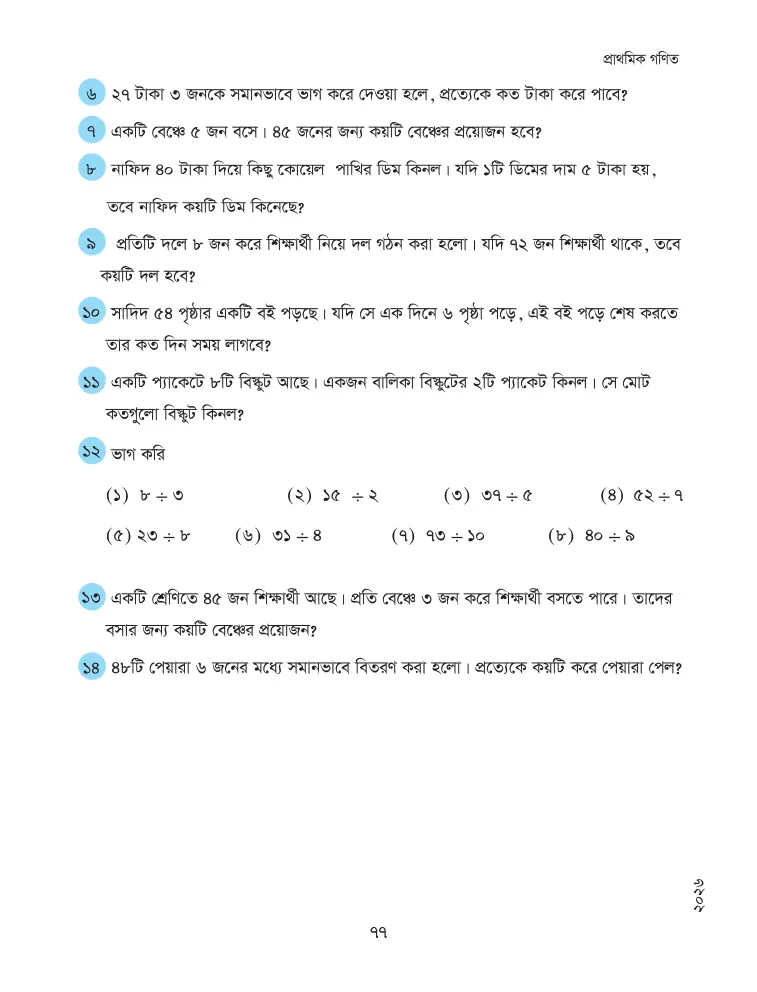 প্রাথমিক গণিত
৬ ২৭ টাকা ৩ জনকে সমানভাবে ভাগ করে দেওয়া হলে, প্রত্যেকে কত টাকা করে পাবে?
৭ একটি বেঞ্চে ৫ জন বসে। ৪৫ জনের জন্য কয়টি বেঞ্চের প্রয়োজন হবে?
৮ নাফিদ ৪০ টাকা দিয়ে কিছু কোয়েল পাখির ডিম কিনল। যদি ১টি ডিমের দাম ৫ টাকা হয়,
তবে নাফিদ কয়টি ডিম কিনেছে?
৯ প্রতিটি দলে ৮ জন করে শিক্ষার্থী নিয়ে দল গঠন করা হলো। যদি ৭২ জন শিক্ষার্থী থাকে, তবে
কয়টি দল হবে?
১০ সাদিদ ৫৪ পৃষ্ঠার একটি বই পড়ছে। যদি সে এক দিনে ৬ পৃষ্ঠা পড়ে, এই বই পড়ে শেষ করতে
তার কত দিন সময় লাগবে?
১১ একটি প্যাকেটে ৮টি বিস্কুট আছে। একজন বালিকা বিস্কুটের ২টি প্যাকেট কিনল। সে মোট
কতগুলো বিস্কুট কিনল?
১২ ভাগ করি
(১) ৮ ÷ ৩ (২) ১৫ ÷ ২ (৩) ৩৭ ÷ ৫ (৪) ৫২ ÷ ৭
(৫) ২৩ ÷ ৮ (৬) ৩১ ÷ ৪ (৭) ৭৩ ÷ ১০ (৮) ৪০ ÷ ৯
১৩ একটি শ্রেণিতে ৪৫ জন শিক্ষার্থী আছে। প্রতি বেঞ্চে ৩ জন করে শিক্ষার্থী বসতে পারে। তাদের
বসার জন্য কয়টি বেঞ্চের প্রয়োজন?
১৪ ৪৮টি পেয়ারা ৬ জনের মধ্যে সমানভাবে বিতরণ করা হলো। প্রত্যেকে কয়টি করে পেয়ারা পেল?
২০২৬
৭৭